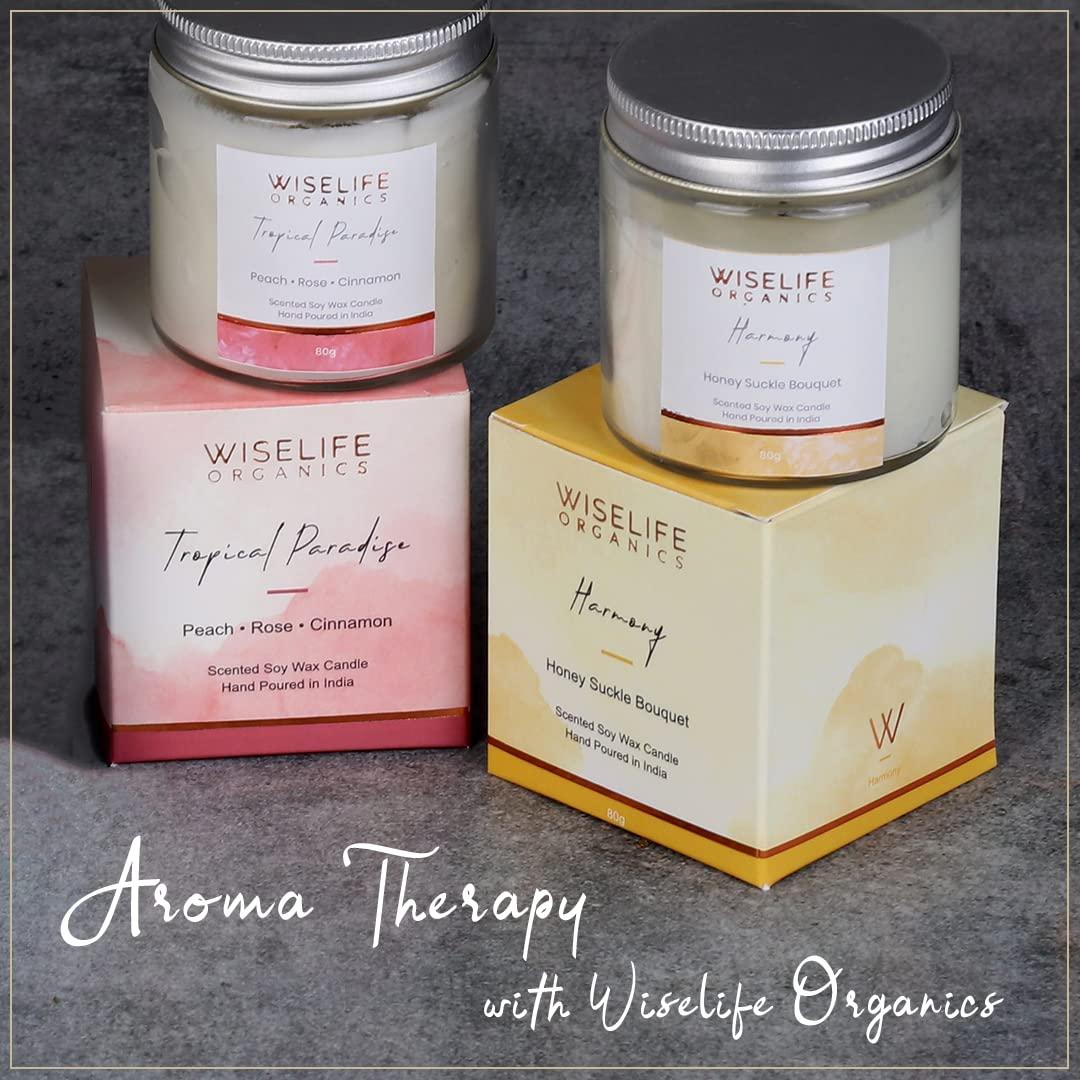 WISELIFE
ORGANICS
Tropical Paradise
Peach • Rose • Cinnamon
Scented Soy Wax Candle
Hand Poured in India
80g
WISELIFE
ORGANICS
Harmony
Honey Suckle Bouquet
Scented Soy Wax Candle
Hand Poured in India
80g
WISELIFE
ORGANICS
Tropical Paradise
Peach • Rose • Cinnamon
Scented Soy Wax Candle
Hand Poured in India
WISELIFE
ORGANICS
Harmony
Honey Suckle Bouquet
Scented Soy Wax Candle
Hand Poured in India
80g
W
Harmony
Aroma Therapy
with Wiselife Organics